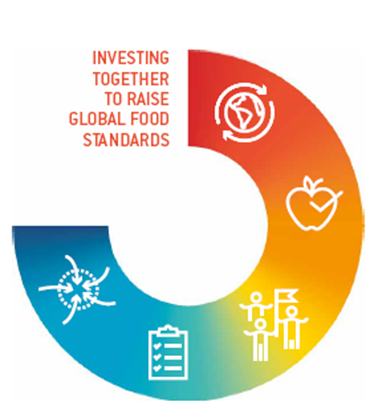 INVESTING
TOGETHER
TO RAISE
GLOBAL FOOD
STANDARDS